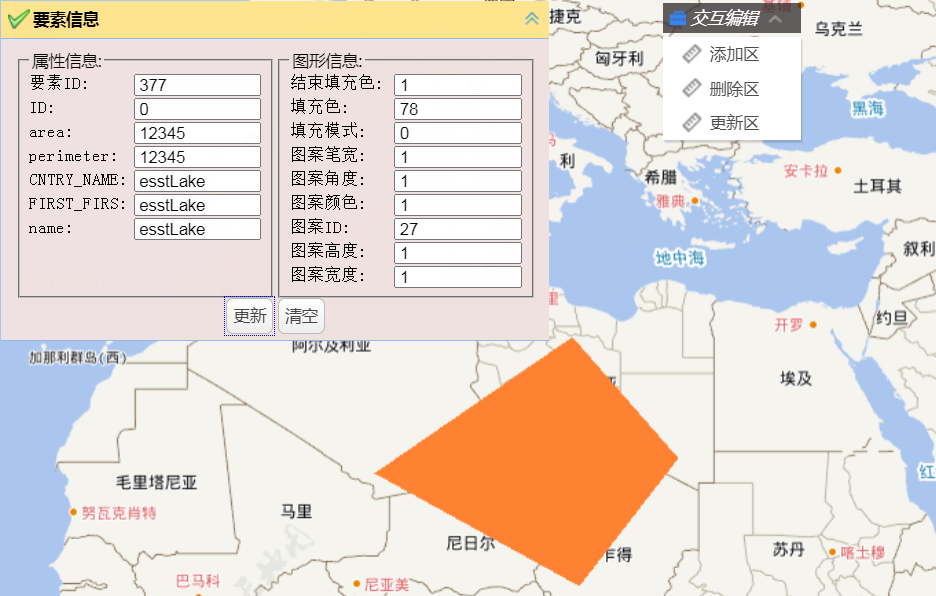 要素信息
属性信息:
要素ID: 377
ID: 0
area: 12345
perimeter: 12345
CNTRY_NAME: esstLake
FIRST_FIRS: esstLake
name: esstLake
图形信息:
结束填充色: 1
填充色: 78
填充模式: 0
图案笔宽: 1
图案角度: 1
图案颜色: 1
图案ID: 27
图案高度: 1
图案宽度: 1
更新 清空
交互编辑
添加区
删除区
更新区
捷克
乌克兰
匈牙利
黑海
利
希腊
安卡拉
土耳其
雅典
地中海
叙利
里
开罗
约旦
加那利群岛(西)
阿尔及利亚
埃及
毛里塔尼亚
红
努瓦克肖特
马里
尼日尔
乍得
苏丹
喀土穆
巴马科
尼亚美